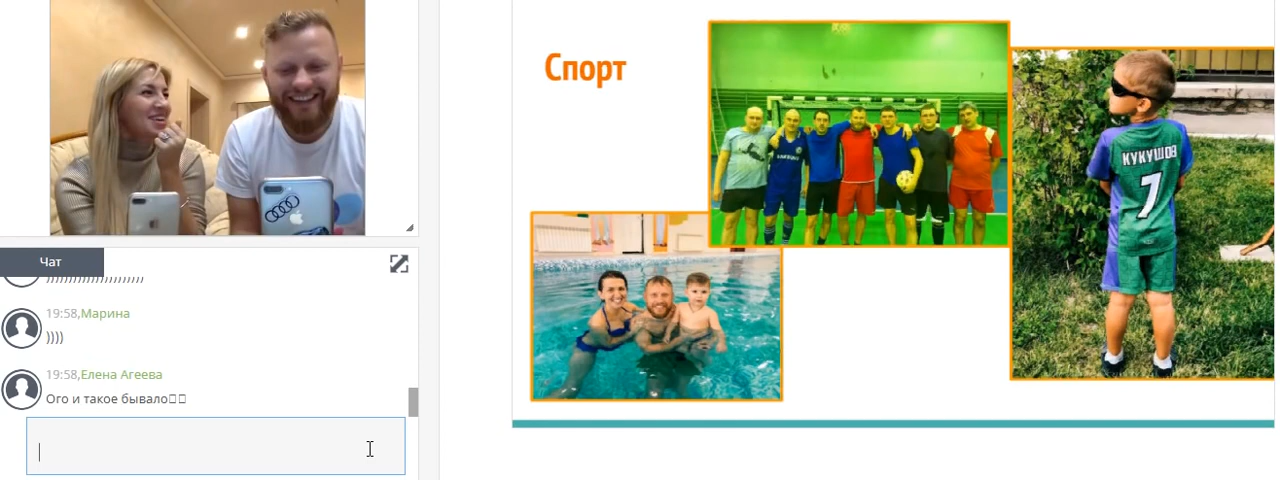 Спорт
КУКУШОВ
7
Чат
))))))))))))))))))))))
19:58,Марина
))))
19:58,Елена Агеева
Ого и такое бывало